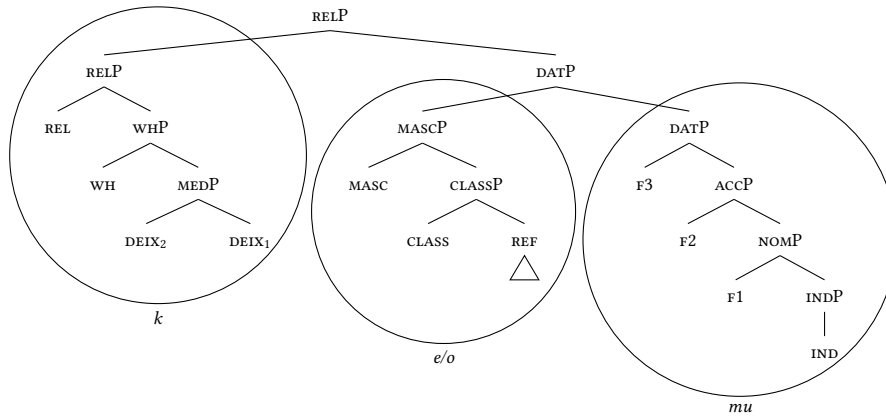 RELP
RELP DATP
REL WHP MASCP DATP
WH MEDP MASC CLASSP F3 ACCP
DEIX₂ DEIX₁ CLASS REF F2 NOMP
F1 INDP
k
e/o IND
mu